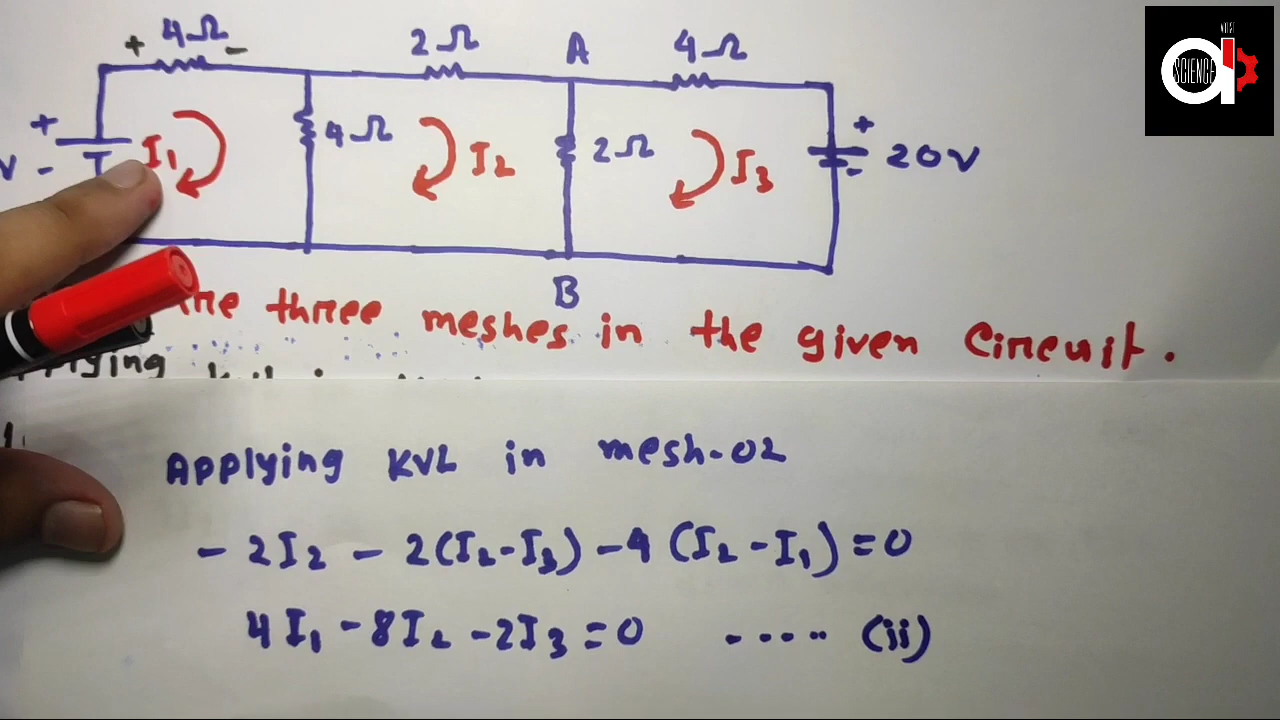 + 4Ω - 2Ω A 4Ω
+ I₁ 4Ω I₂ 2Ω I₃ + 20V
V - -
B
the three meshes in the given Circuit.
Applying KVL in mesh-02
- 2I₂ - 2(I₂-I₃) -4 (I₂-I₁)=0
4I₁ -8I₂ -2I₃ =0 ..... (ii)
SCIENCE